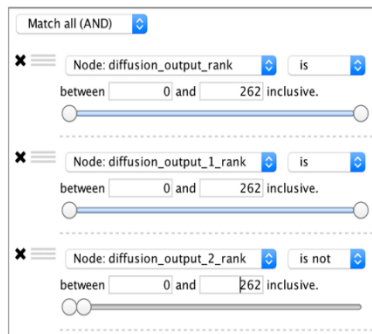 Match all (AND)
Node: diffusion_output_rank is
between 0 and 262 inclusive.
Node: diffusion_output_1_rank is
between 0 and 262 inclusive.
Node: diffusion_output_2_rank is not
between 0 and 262 inclusive.